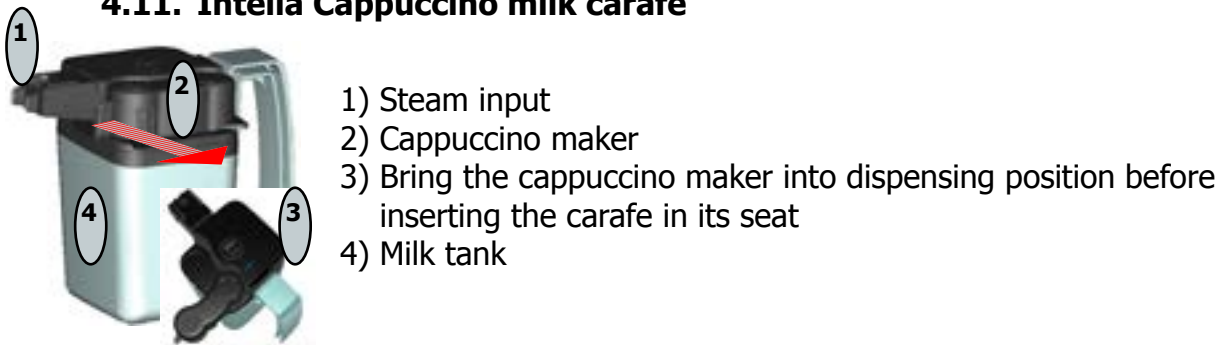 4.11. Intelia Cappuccino milk carafe
1
2
1) Steam input
2) Cappuccino maker
3) Bring the cappuccino maker into dispensing position before
inserting the carafe in its seat
4) Milk tank
4
3